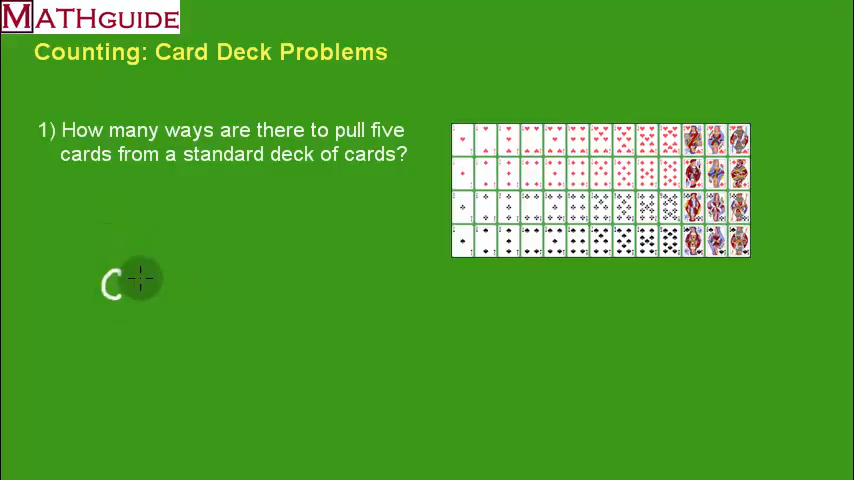 MATHGUIDE
Counting: Card Deck Problems
1) How many ways are there to pull five
cards from a standard deck of cards?
C